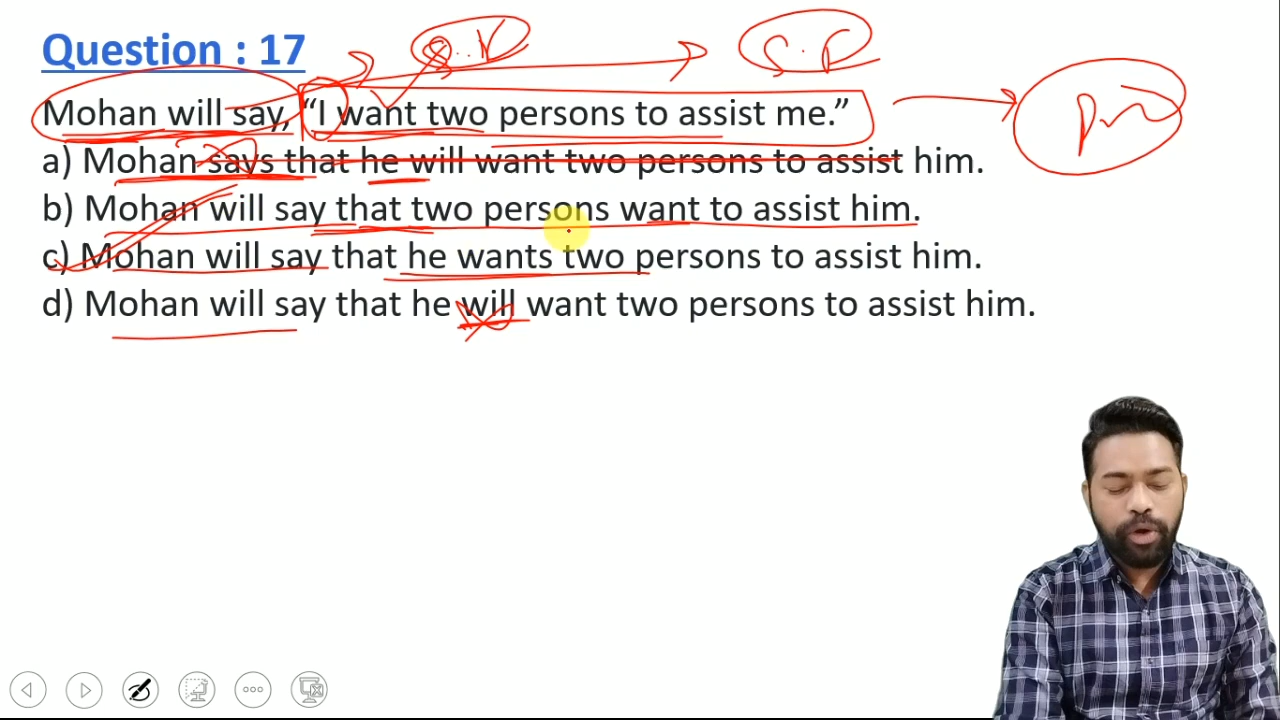 Question : 17
Mohan will say, “I want two persons to assist me.”
a) Mohan says that he will want two persons to assist him.
b) Mohan will say that two persons want to assist him.
c) Mohan will say that he wants two persons to assist him.
d) Mohan will say that he will want two persons to assist him.